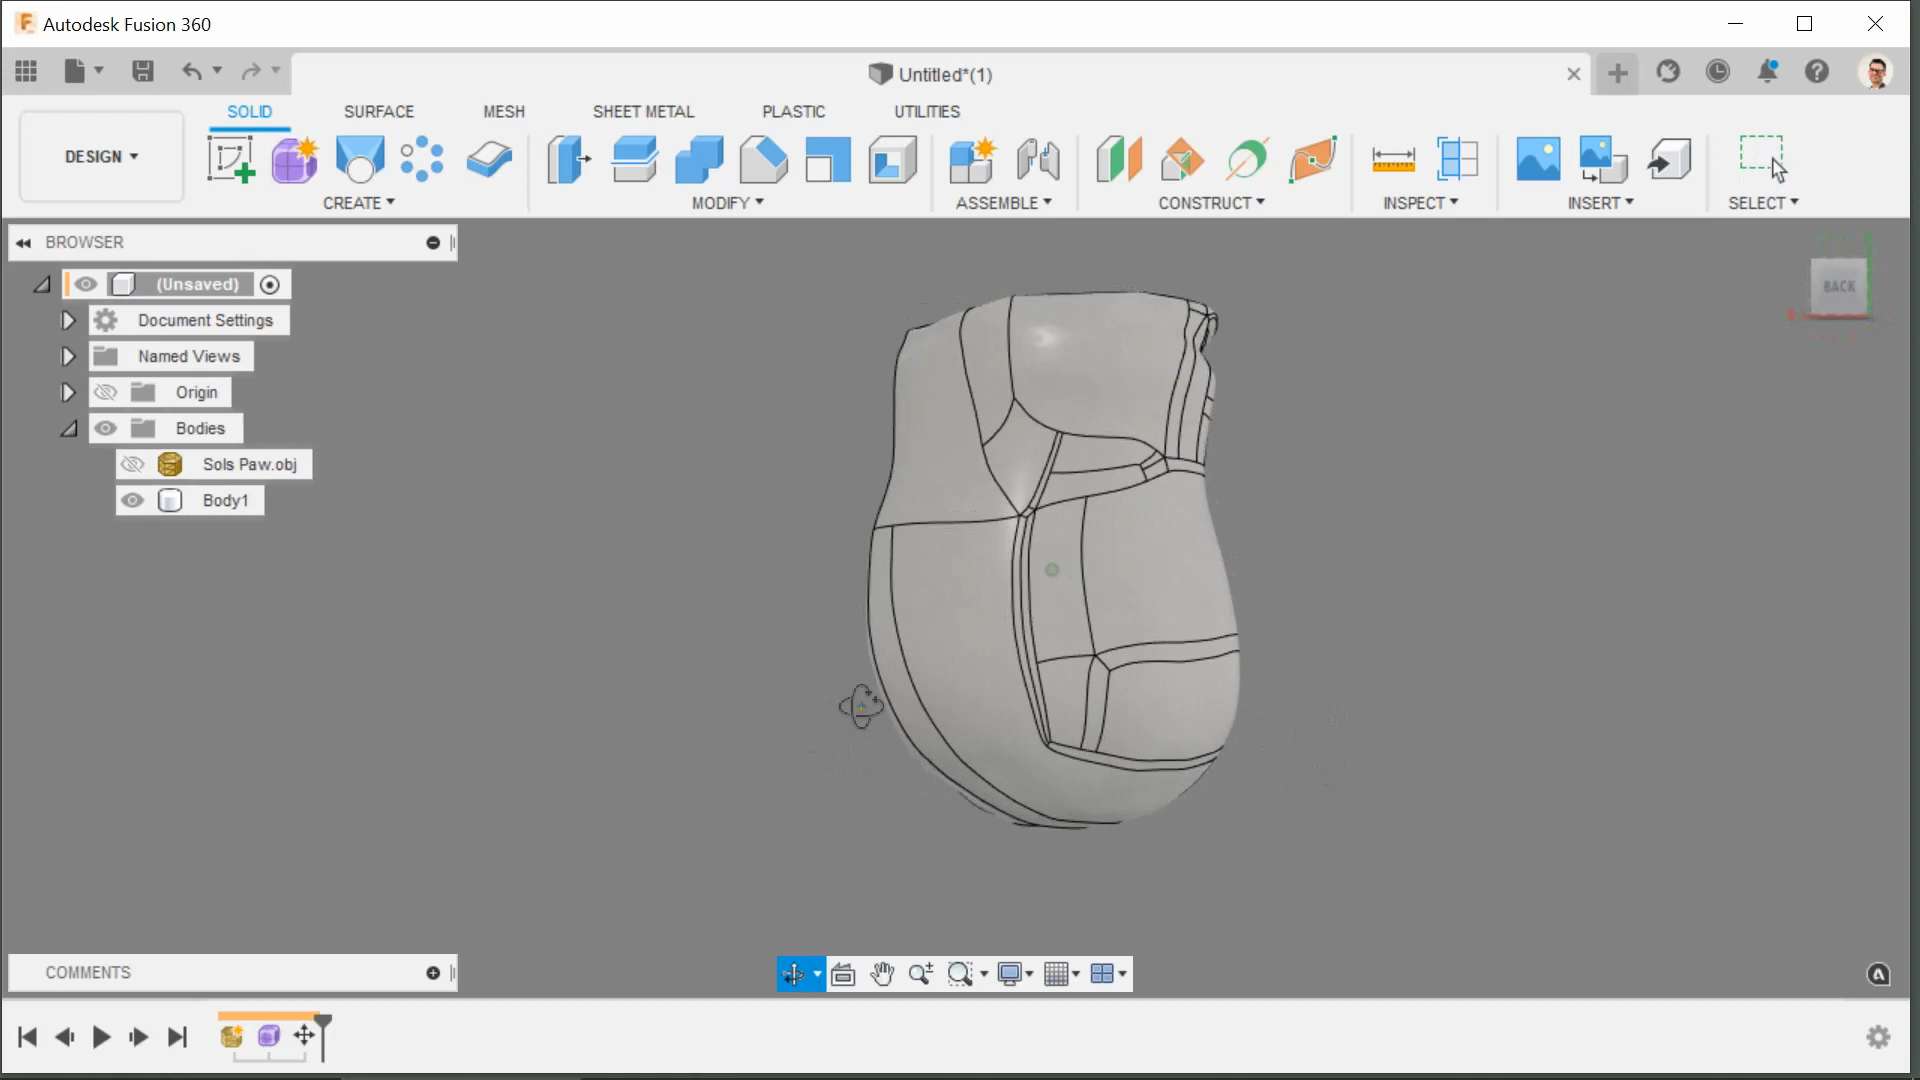 Autodesk Fusion 360
Untitled*(1)
SOLID SURFACE MESH SHEET METAL PLASTIC UTILITIES
DESIGN
CREATE MODIFY ASSEMBLE CONSTRUCT INSPECT INSERT SELECT
BROWSER
(Unsaved)
Document Settings
Named Views
Origin
Bodies
Sols Paw.obj
Body1
BACK
COMMENTS